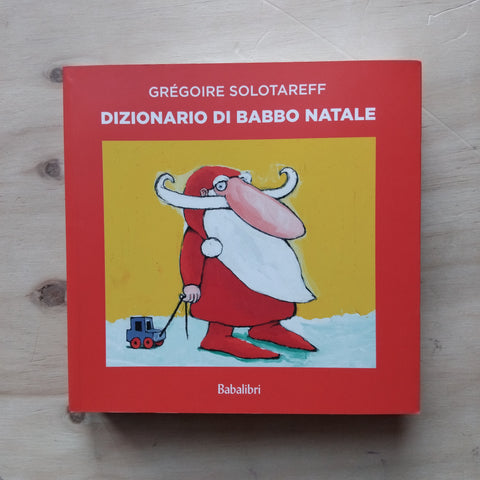 GRÉGOIRE SOLOTAREFF
DIZIONARIO DI BABBO NATALE
Babalibri